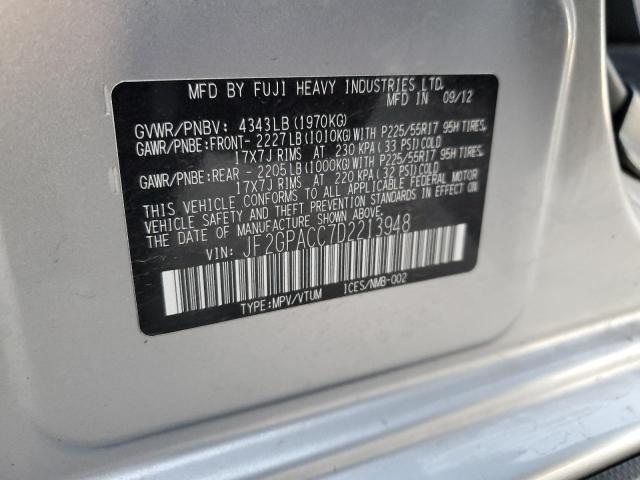 MFD BY FUJI HEAVY INDUSTRIES LTD.
MFD IN 09/12
GVWR/PNBV: 4343LB (1970KG)
GAWR/PNBE:FRONT- 2227LB (1010KG) WITH P225/55R17 95H TIRES,
17X7J RIMS AT 230 KPA (33 PSI) COLD
GAWR/PNBE:REAR - 2205LB (1000KG) WITH P225/55R17 95H TIRES,
17X7J RIMS AT 220 KPA (32 PSI) COLD
THIS VEHICLE CONFORMS TO ALL APPLICABLE FEDERAL MOTOR
VEHICLE SAFETY AND THEFT PREVENTION STANDARDS IN EFFECT
ON THE DATE OF MANUFACTURE SHOWN ABOVE.
VIN: JF2GPACC7D2213948
TYPE:MPV/VTUM ICES/NMB-002